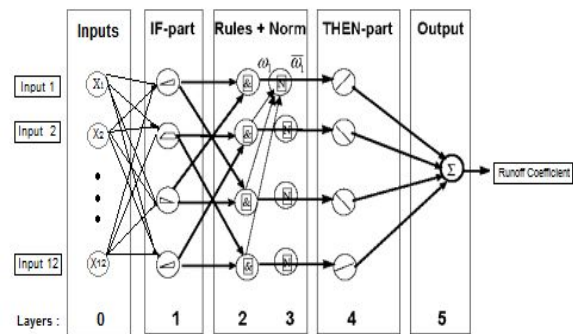 Inputs IF-part Rules + Norm THEN-part Output
ω1 ω̅1
Input 1 X1 & N
Input 2 X2 & N
& N
Input 12 X12 & N
Σ Runoff Coefficient
Layers : 0 1 2 3 4 5